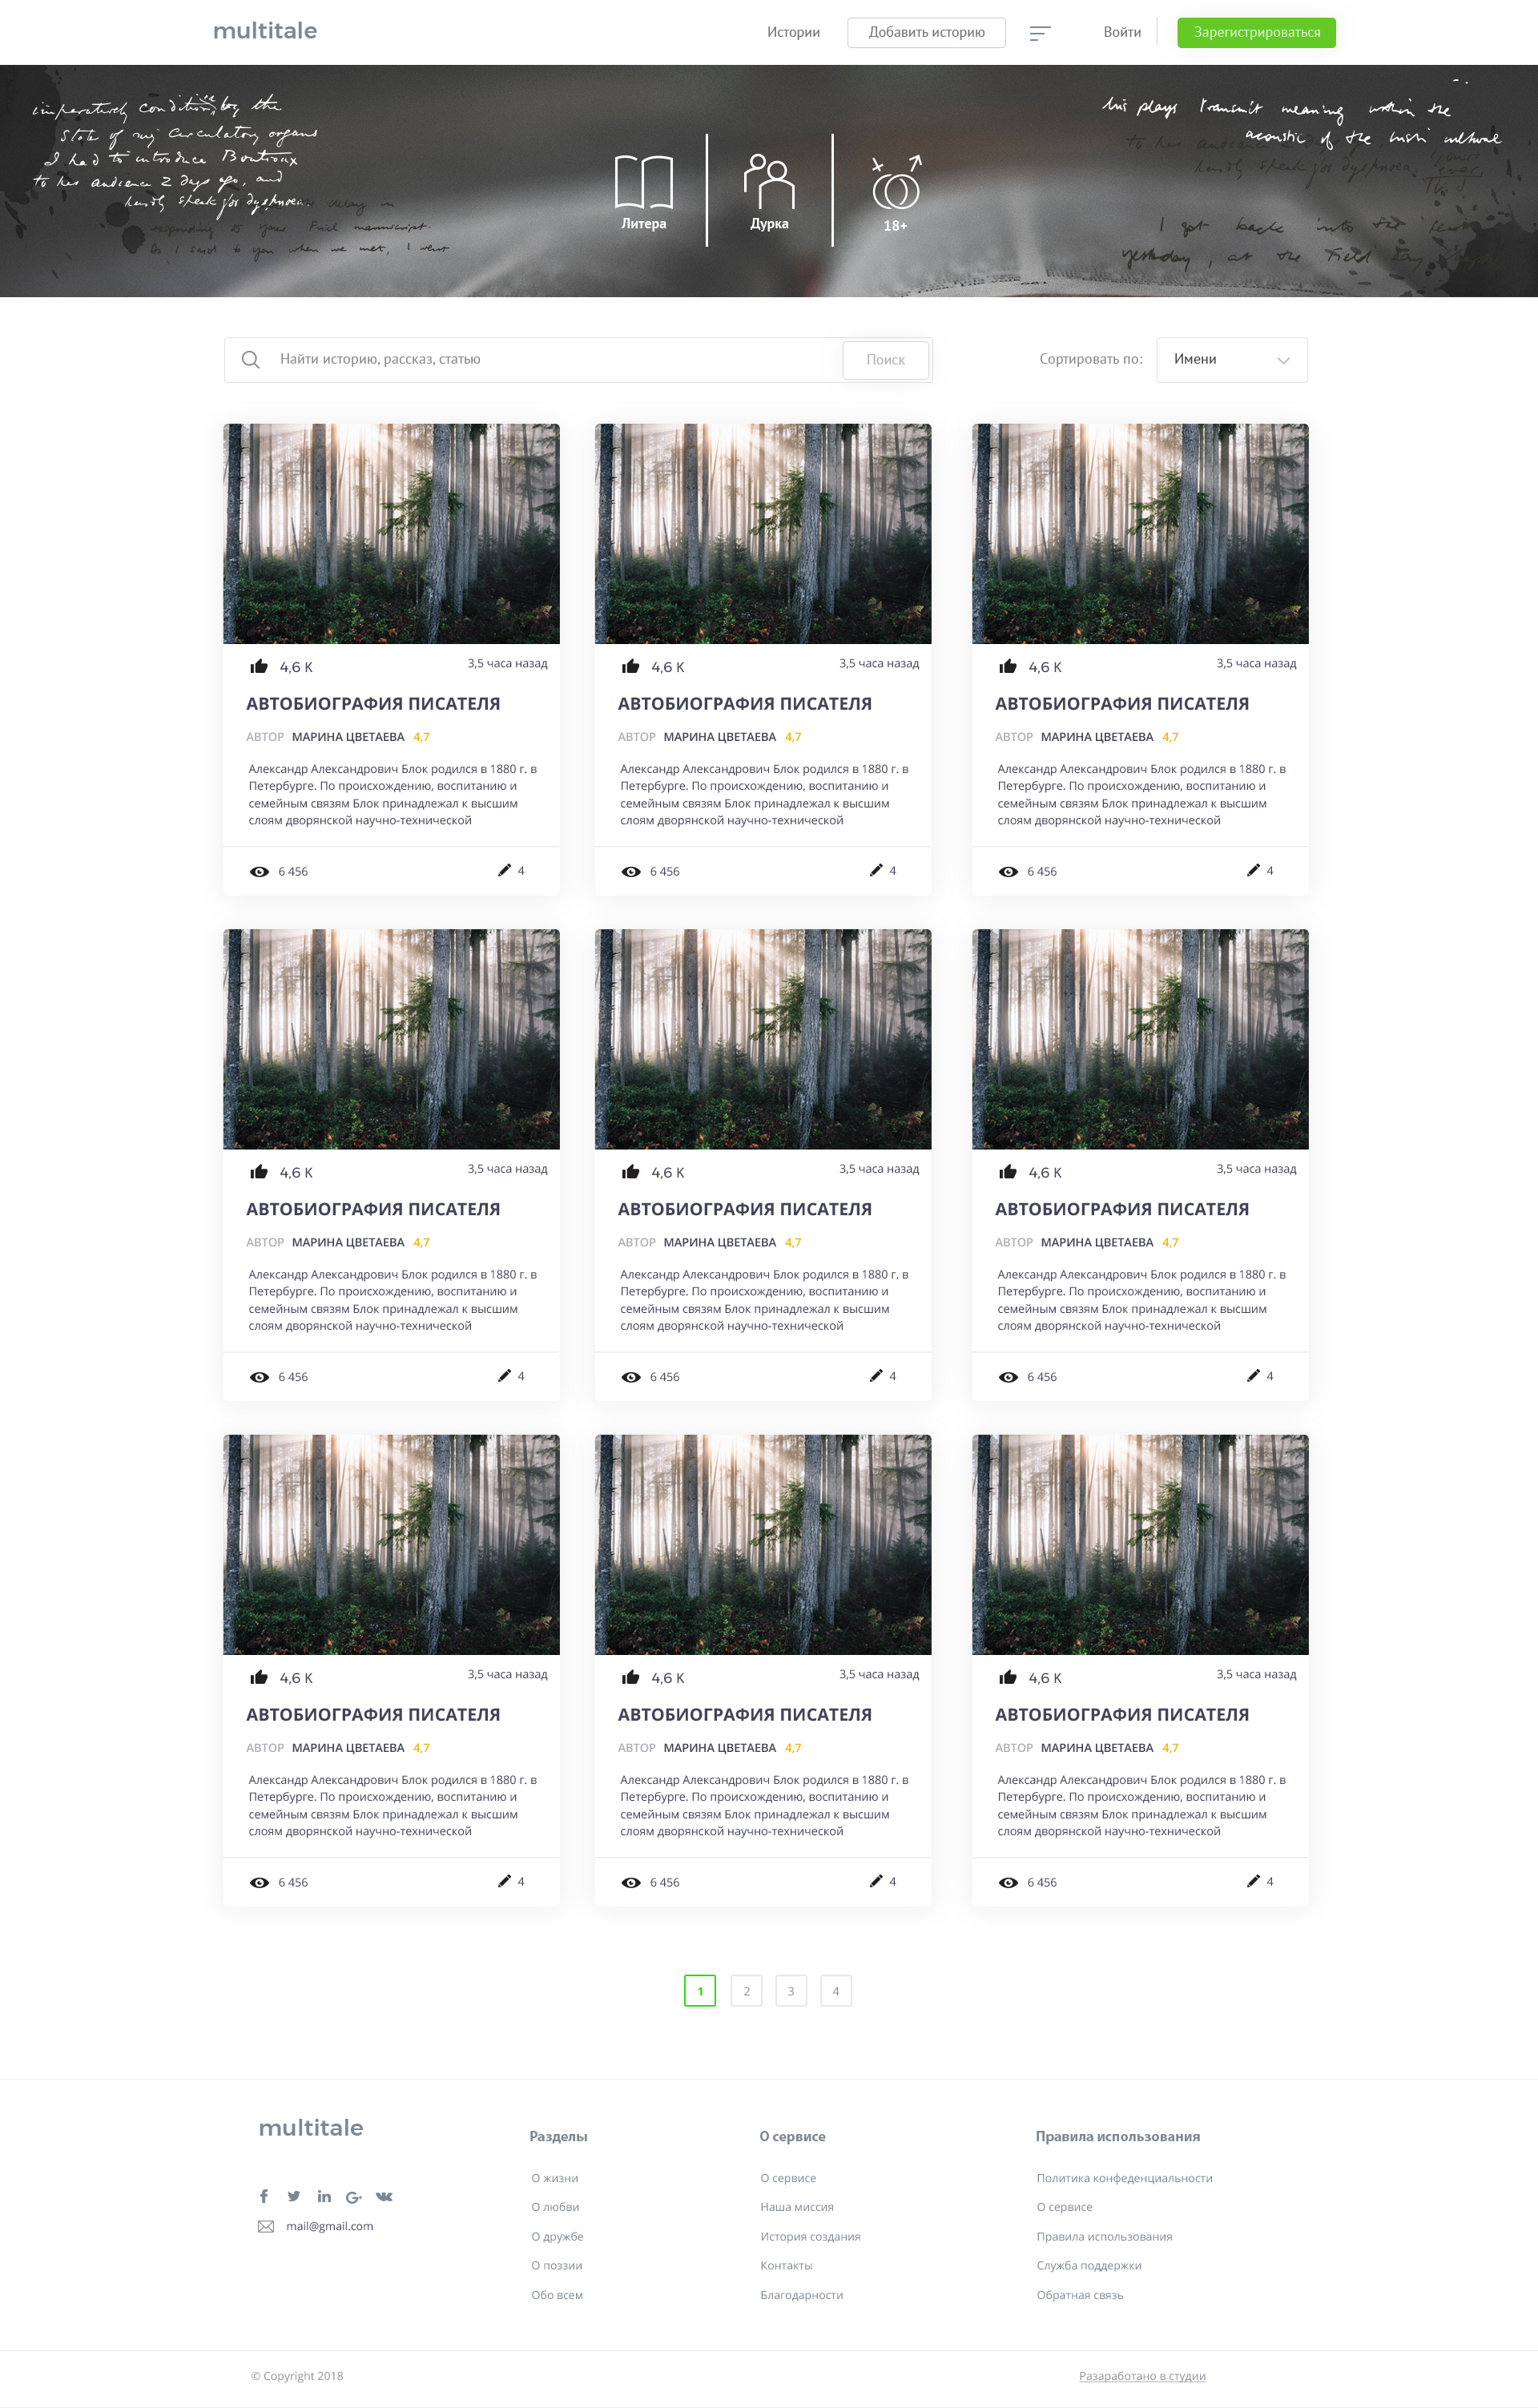 multitale
Истории
Добавить историю
Войти
Зарегистрироваться
imperatively condition, by the
State of my circulatory organs
I had to introduce Boutroux
to his audience 2 days ago, and
hardly speak for dyspnoea.
his plays transmit meaning within the
acoustic of the
I got back into
yesterday, at the Field Day
Литера
Дурка
18+
Найти историю, рассказ, статью
Поиск
Сортировать по:
Имени
4,6 K
3,5 часа назад
АВТОБИОГРАФИЯ ПИСАТЕЛЯ
АВТОР МАРИНА ЦВЕТАЕВА 4,7
Александр Александрович Блок родился в 1880 г. в
Петербурге. По происхождению, воспитанию и
семейным связям Блок принадлежал к высшим
слоям дворянской научно-технической
6 456
4
4,6 K
3,5 часа назад
АВТОБИОГРАФИЯ ПИСАТЕЛЯ
АВТОР МАРИНА ЦВЕТАЕВА 4,7
Александр Александрович Блок родился в 1880 г. в
Петербурге. По происхождению, воспитанию и
семейным связям Блок принадлежал к высшим
слоям дворянской научно-технической
6 456
4
4,6 K
3,5 часа назад
АВТОБИОГРАФИЯ ПИСАТЕЛЯ
АВТОР МАРИНА ЦВЕТАЕВА 4,7
Александр Александрович Блок родился в 1880 г. в
Петербурге. По происхождению, воспитанию и
семейным связям Блок принадлежал к высшим
слоям дворянской научно-технической
6 456
4
4,6 K
3,5 часа назад
АВТОБИОГРАФИЯ ПИСАТЕЛЯ
АВТОР МАРИНА ЦВЕТАЕВА 4,7
Александр Александрович Блок родился в 1880 г. в
Петербурге. По происхождению, воспитанию и
семейным связям Блок принадлежал к высшим
слоям дворянской научно-технической
6 456
4
4,6 K
3,5 часа назад
АВТОБИОГРАФИЯ ПИСАТЕЛЯ
АВТОР МАРИНА ЦВЕТАЕВА 4,7
Александр Александрович Блок родился в 1880 г. в
Петербурге. По происхождению, воспитанию и
семейным связям Блок принадлежал к высшим
слоям дворянской научно-технической
6 456
4
4,6 K
3,5 часа назад
АВТОБИОГРАФИЯ ПИСАТЕЛЯ
АВТОР МАРИНА ЦВЕТАЕВА 4,7
Александр Александрович Блок родился в 1880 г. в
Петербурге. По происхождению, воспитанию и
семейным связям Блок принадлежал к высшим
слоям дворянской научно-технической
6 456
4
4,6 K
3,5 часа назад
АВТОБИОГРАФИЯ ПИСАТЕЛЯ
АВТОР МАРИНА ЦВЕТАЕВА 4,7
Александр Александрович Блок родился в 1880 г. в
Петербурге. По происхождению, воспитанию и
семейным связям Блок принадлежал к высшим
слоям дворянской научно-технической
6 456
4
4,6 K
3,5 часа назад
АВТОБИОГРАФИЯ ПИСАТЕЛЯ
АВТОР МАРИНА ЦВЕТАЕВА 4,7
Александр Александрович Блок родился в 1880 г. в
Петербурге. По происхождению, воспитанию и
семейным связям Блок принадлежал к высшим
слоям дворянской научно-технической
6 456
4
4,6 K
3,5 часа назад
АВТОБИОГРАФИЯ ПИСАТЕЛЯ
АВТОР МАРИНА ЦВЕТАЕВА 4,7
Александр Александрович Блок родился в 1880 г. в
Петербурге. По происхождению, воспитанию и
семейным связям Блок принадлежал к высшим
слоям дворянской научно-технической
6 456
4
1 2 3 4
multitale
mail@gmail.com
Разделы
О жизни
О любви
О дружбе
О поэзии
Обо всем
О сервисе
О сервисе
Наша миссия
История создания
Контакты
Благодарности
Правила использования
Политика конфеденциальности
О сервисе
Правила использования
Служба поддержки
Обратная связь
© Copyright 2018
Разаработано в студии